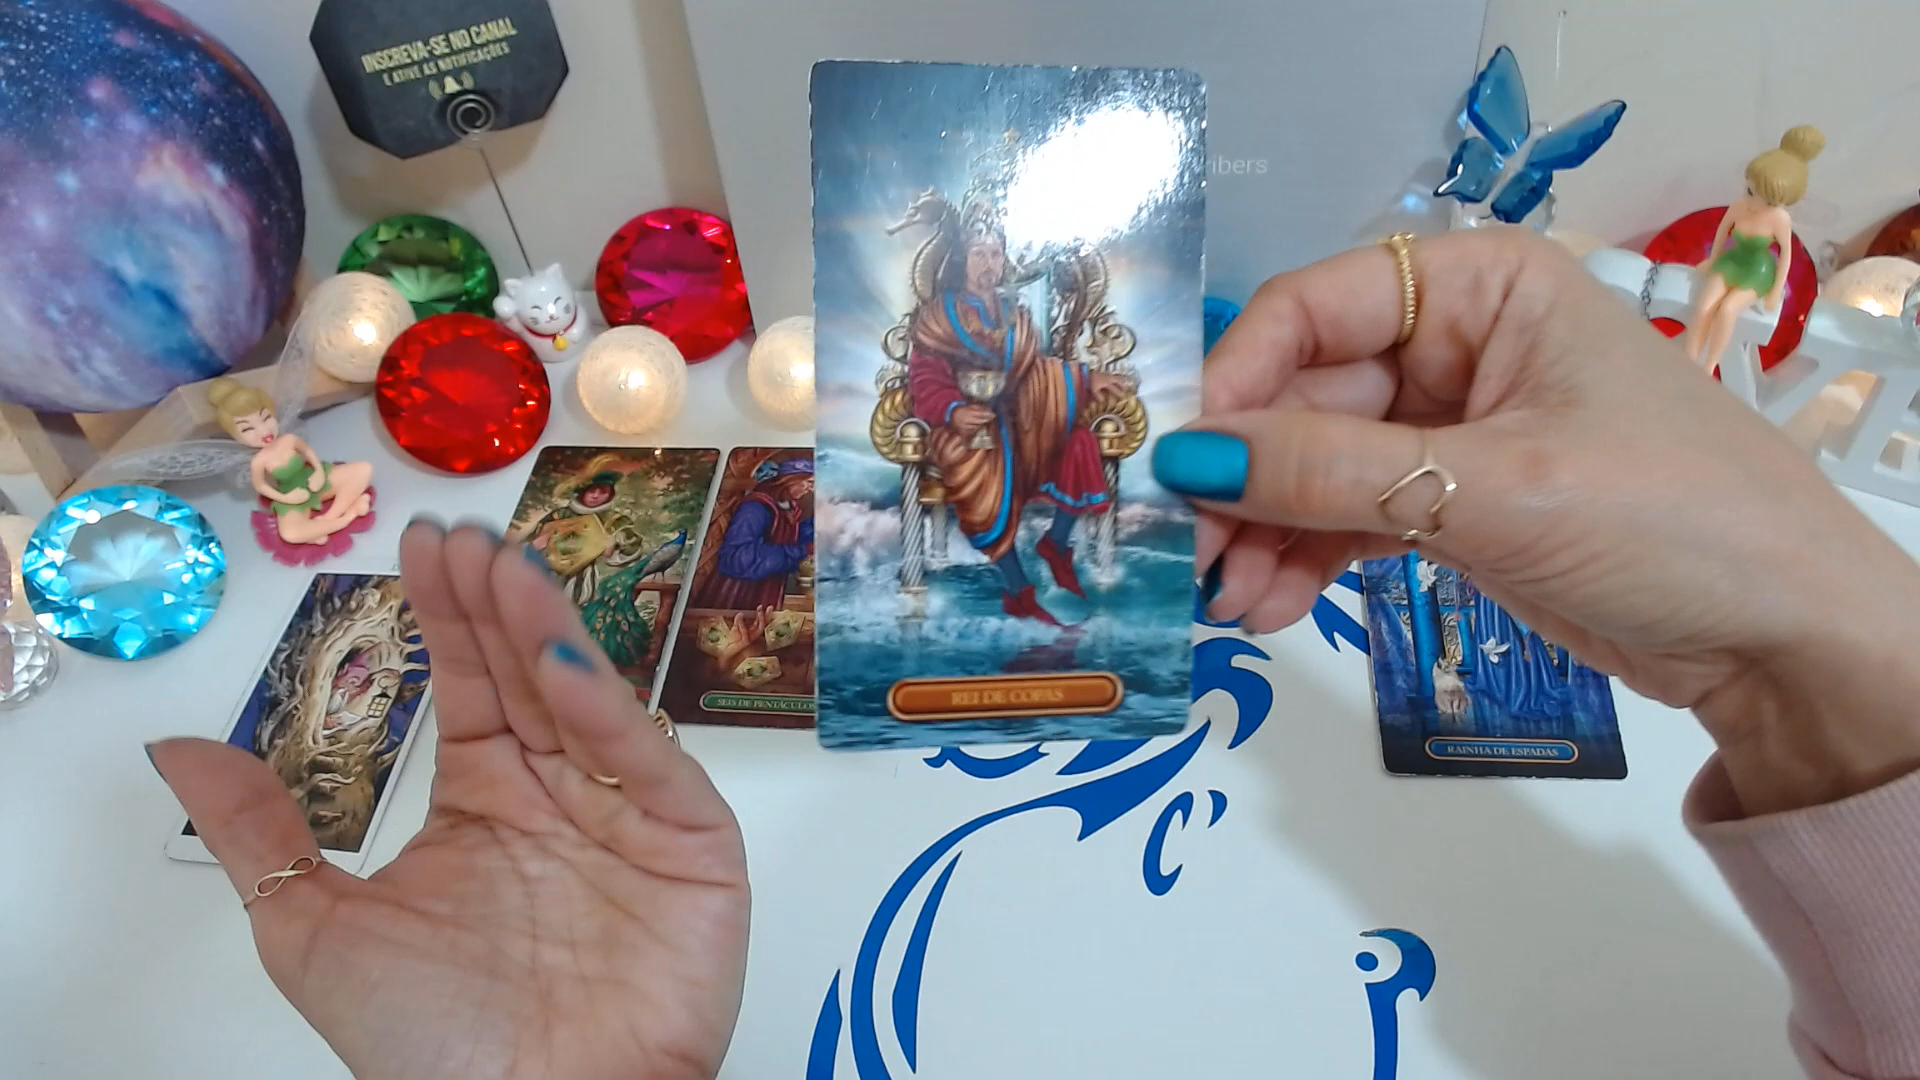 INSCREVA-SE NO CANAL
E ATIVE AS NOTIFICAÇÕES
ibers
REI DE COPAS
SEIS DE PENTÁCULOS
RAINHA DE ESPADAS